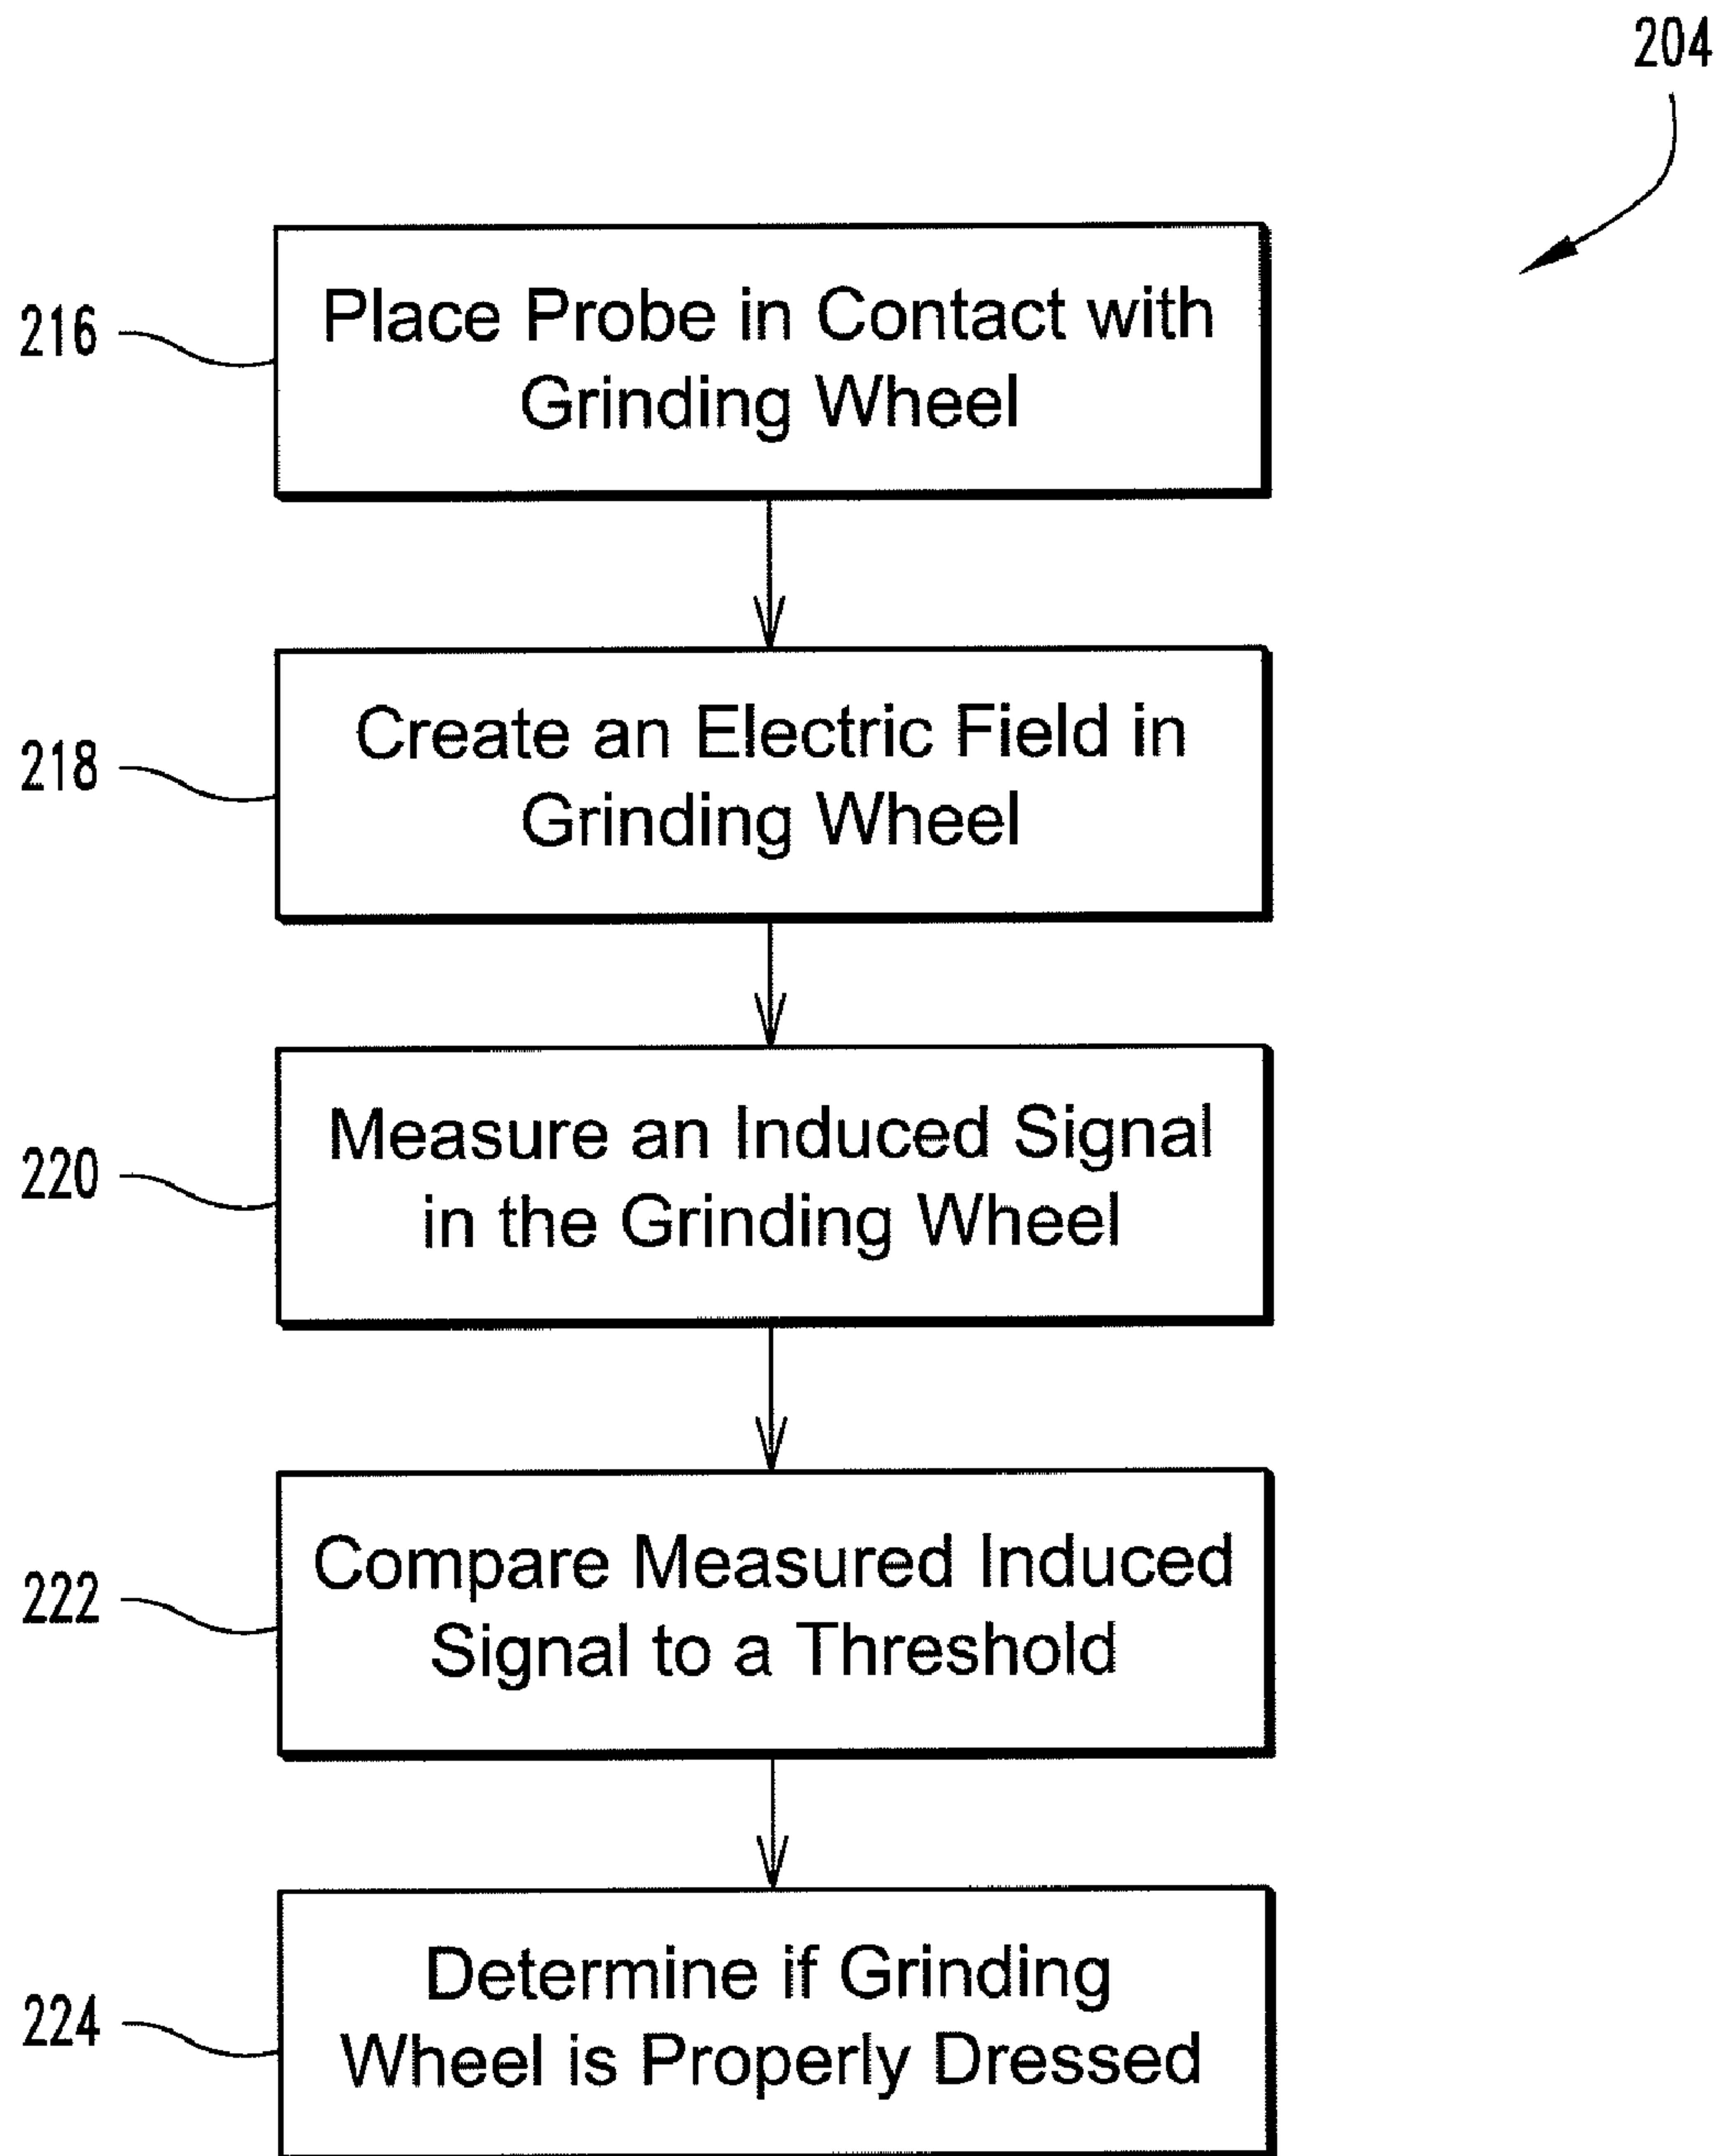 204
216
Place Probe in Contact with
Grinding Wheel
218
Create an Electric Field in
Grinding Wheel
220
Measure an Induced Signal
in the Grinding Wheel
222
Compare Measured Induced
Signal to a Threshold
224
Determine if Grinding
Wheel is Properly Dressed